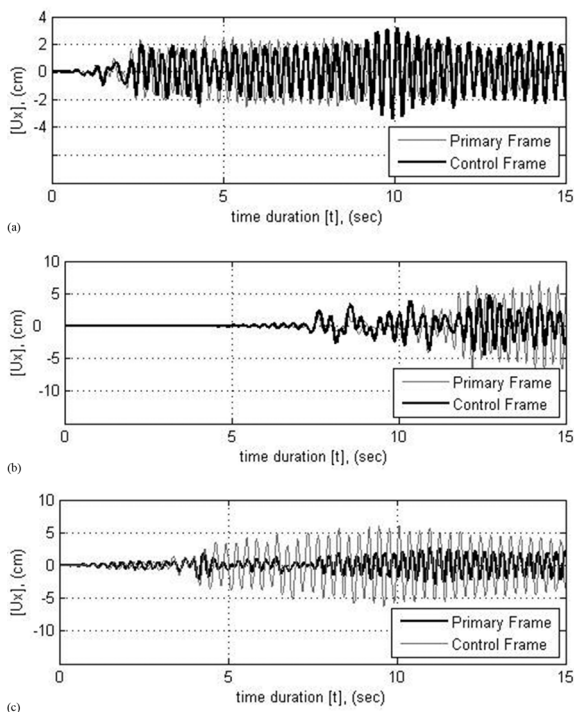 4
2
0
-2
-4
[Ux], (cm)
Primary Frame
Control Frame
0 5 10 15
time duration [t], (sec)
(a)
10
5
0
-5
-10
[Ux], (cm)
Primary Frame
Control Frame
0 5 10 15
time duration [t], (sec)
(b)
10
5
0
-5
-10
[Ux], (cm)
Primary Frame
Control Frame
0 5 10 15
time duration [t], (sec)
(c)